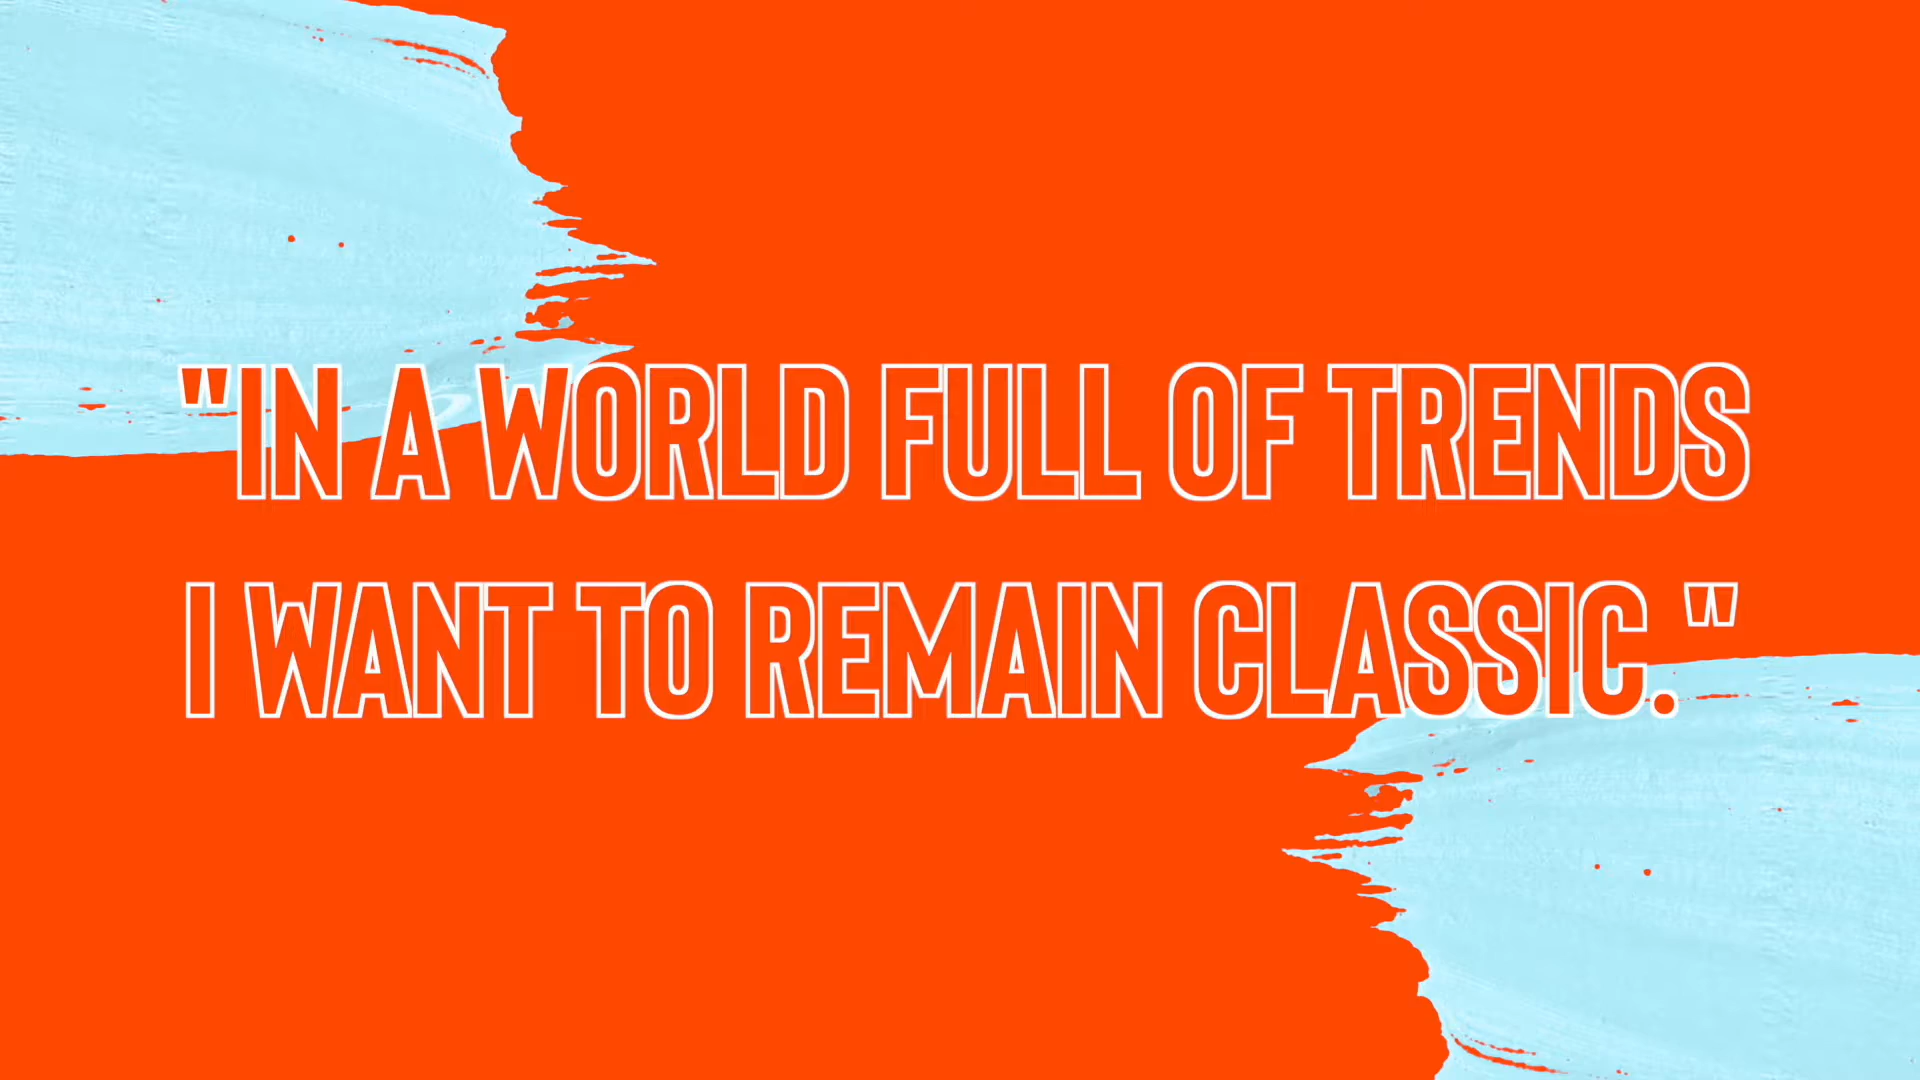 "IN A WORLD FULL OF TRENDS
I WANT TO REMAIN CLASSIC."